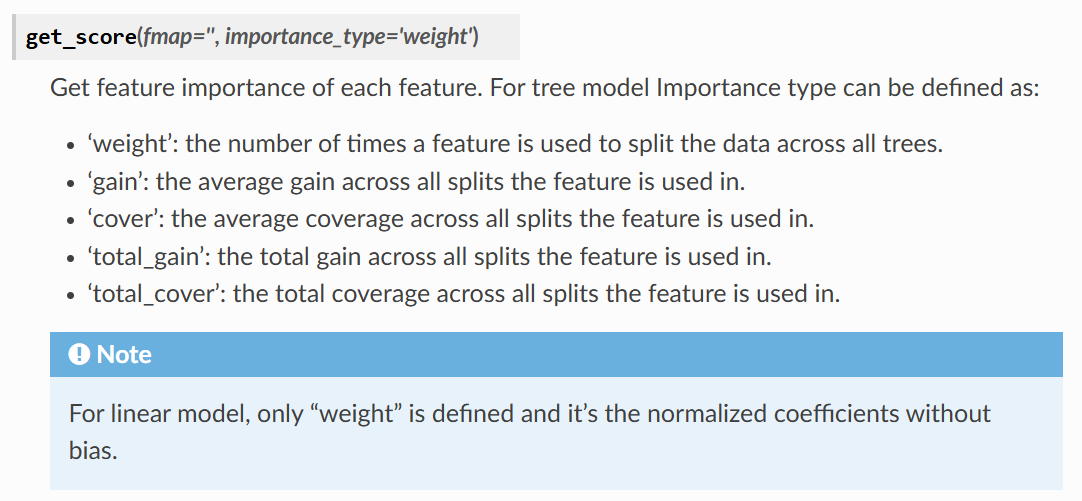 get_score(fmap='', importance_type='weight')
Get feature importance of each feature. For tree model Importance type can be defined as:
• ‘weight’: the number of times a feature is used to split the data across all trees.
• ‘gain’: the average gain across all splits the feature is used in.
• ‘cover’: the average coverage across all splits the feature is used in.
• ‘total_gain’: the total gain across all splits the feature is used in.
• ‘total_cover’: the total coverage across all splits the feature is used in.
Note
For linear model, only “weight” is defined and it’s the normalized coefficients without
bias.